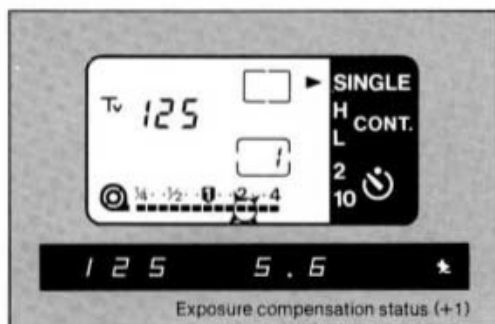 SINGLE
Tv 125
H
L CONT.
1
2
10
¼ ½ 1 2 4
125 5.6
Exposure compensation status (+1)